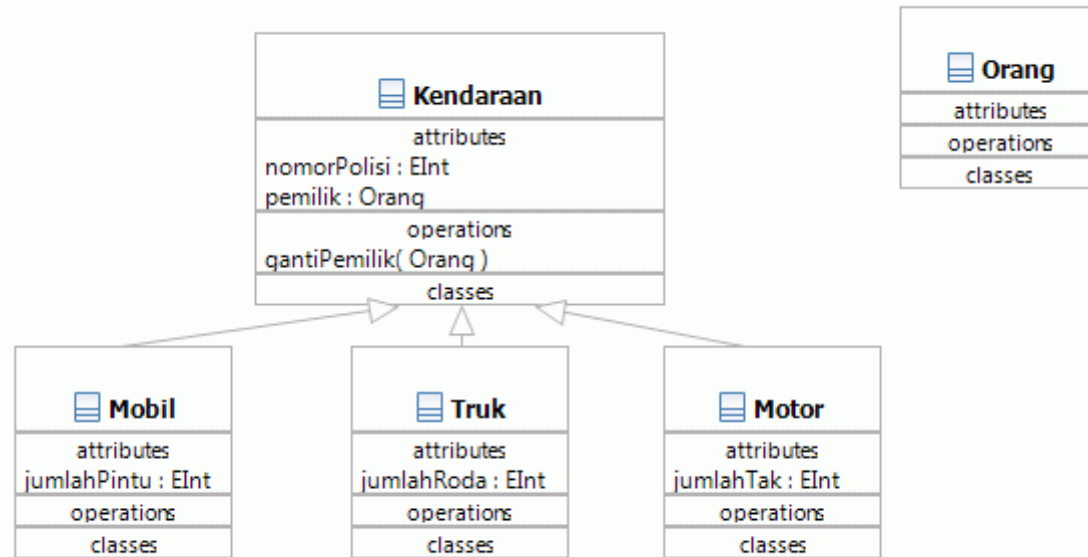 Kendaraan
attributes
nomorPolisi : EInt
pemilik : Orang
operations
gantiPemilik( Orang )
classes
Orang
attributes
operations
classes
Mobil
attributes
jumlahPintu : EInt
operations
classes
Truk
attributes
jumlahRoda : EInt
operations
classes
Motor
attributes
jumlahTak : EInt
operations
classes